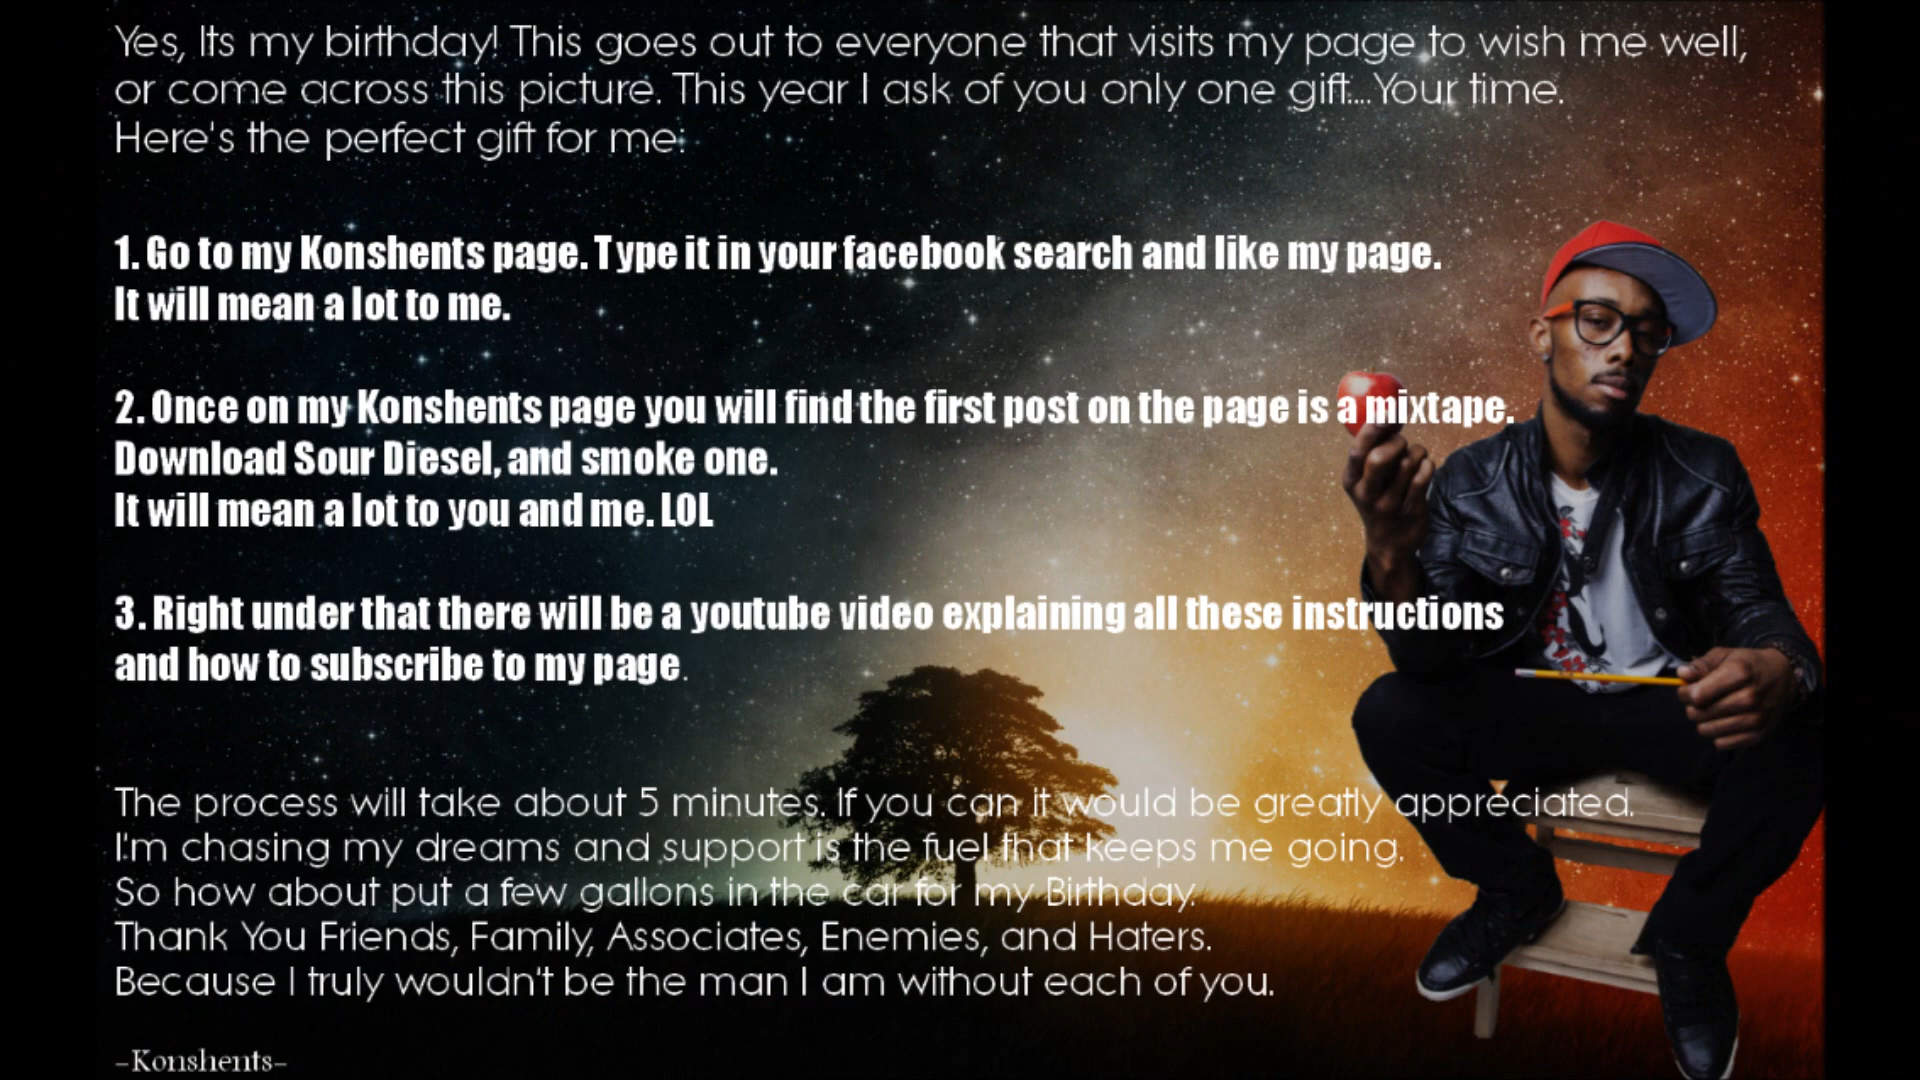 Yes, Its my birthday! This goes out to everyone that visits my page to wish me well,
or come across this picture. This year I ask of you only one gift....Your time.
Here's the perfect gift for me:
1. Go to my Konshents page. Type it in your facebook search and like my page.
It will mean a lot to me.
2. Once on my Konshents page you will find the first post on the page is a mixtape.
Download Sour Diesel, and smoke one.
It will mean a lot to you and me. LOL
3. Right under that there will be a youtube video explaining all these instructions
and how to subscribe to my page.
The process will take about 5 minutes. If you can it would be greatly appreciated.
I'm chasing my dreams and support is the fuel that keeps me going.
So how about put a few gallons in the car for my Birthday.
Thank You Friends, Family, Associates, Enemies, and Haters.
Because I truly wouldn't be the man I am without each of you.
-Konshents-